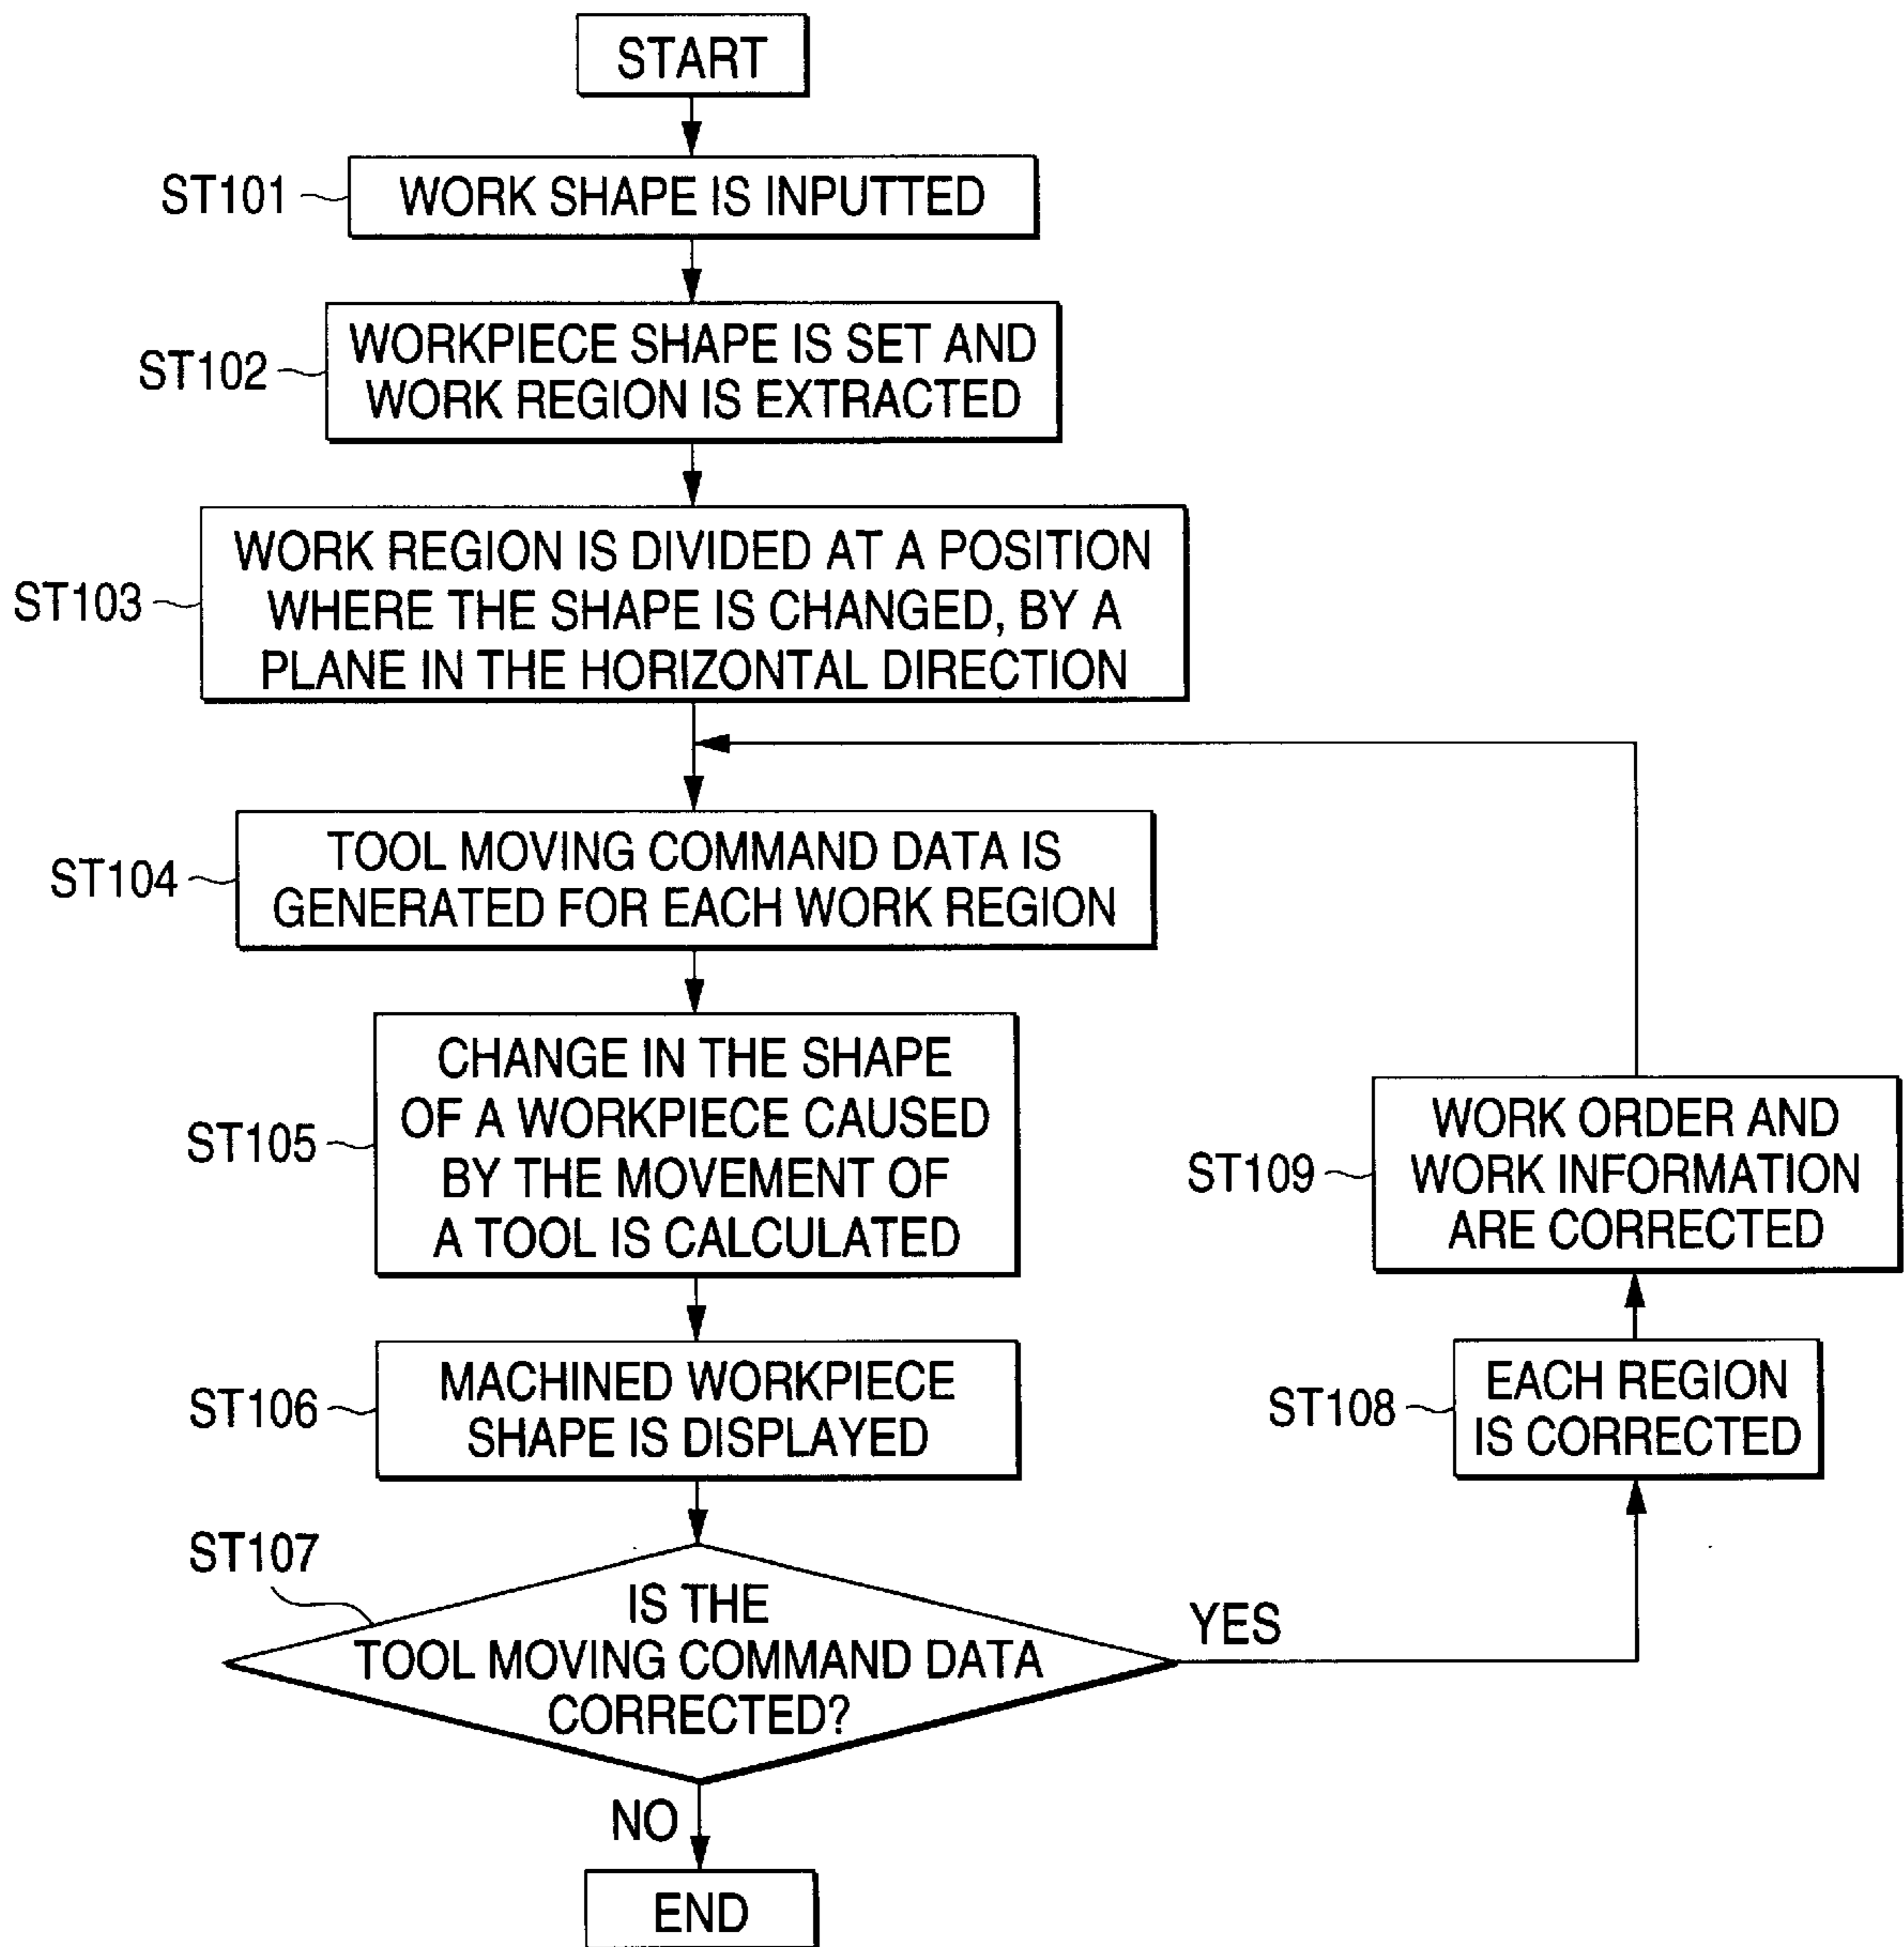 START
ST101
WORK SHAPE IS INPUTTED
ST102
WORKPIECE SHAPE IS SET AND
WORK REGION IS EXTRACTED
ST103
WORK REGION IS DIVIDED AT A POSITION
WHERE THE SHAPE IS CHANGED, BY A
PLANE IN THE HORIZONTAL DIRECTION
ST104
TOOL MOVING COMMAND DATA IS
GENERATED FOR EACH WORK REGION
ST105
CHANGE IN THE SHAPE
OF A WORKPIECE CAUSED
BY THE MOVEMENT OF
A TOOL IS CALCULATED
ST106
MACHINED WORKPIECE
SHAPE IS DISPLAYED
ST107
IS THE
TOOL MOVING COMMAND DATA
CORRECTED?
YES
ST108
EACH REGION
IS CORRECTED
ST109
WORK ORDER AND
WORK INFORMATION
ARE CORRECTED
NO
END